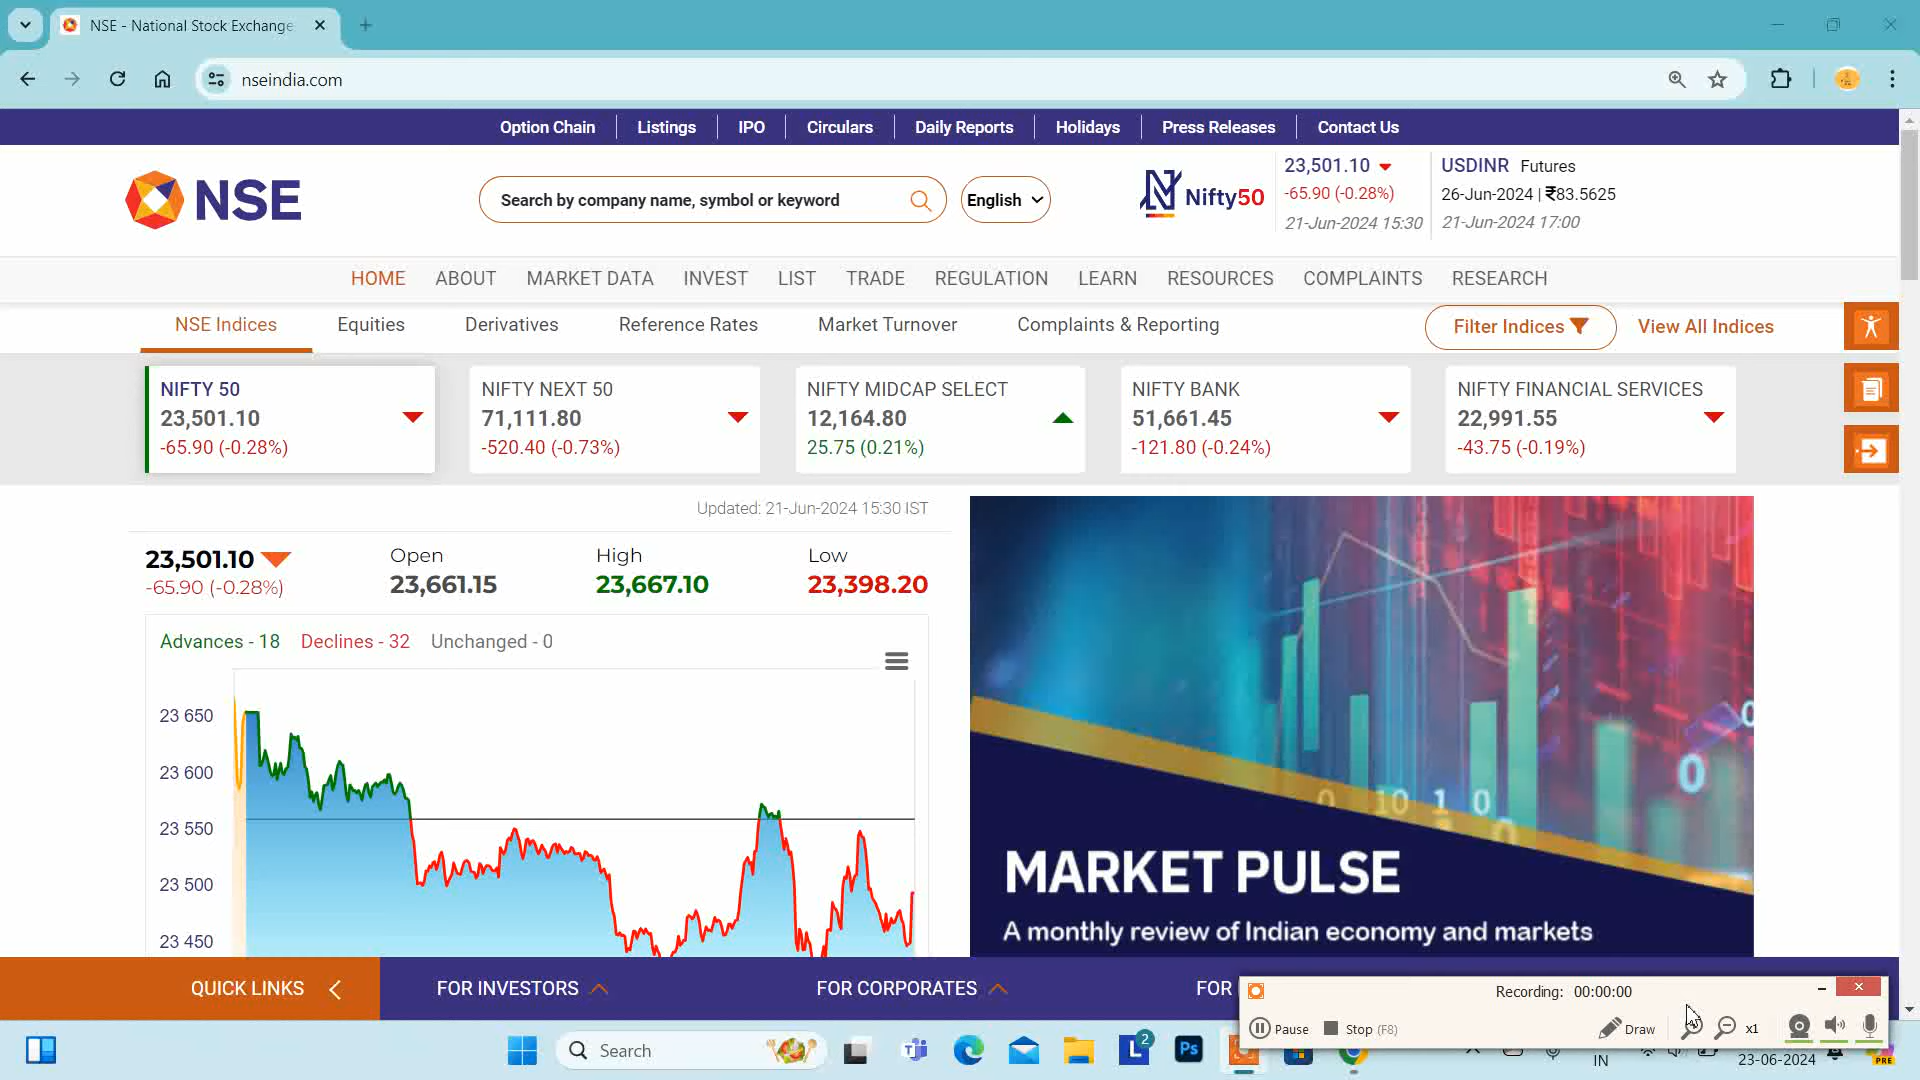 NSE - National Stock Exchange
nseindia.com
Option Chain
Listings
IPO
Circulars
Daily Reports
Holidays
Press Releases
Contact Us
NSE
Search by company name, symbol or keyword
English
Nifty50
23,501.10
-65.90 (-0.28%)
21-Jun-2024 15:30
USDINR Futures
26-Jun-2024 | ₹83.5625
21-Jun-2024 17:00
HOME
ABOUT
MARKET DATA
INVEST
LIST
TRADE
REGULATION
LEARN
RESOURCES
COMPLAINTS
RESEARCH
NSE Indices
Equities
Derivatives
Reference Rates
Market Turnover
Complaints & Reporting
Filter Indices
View All Indices
NIFTY 50
23,501.10
-65.90 (-0.28%)
NIFTY NEXT 50
71,111.80
-520.40 (-0.73%)
NIFTY MIDCAP SELECT
12,164.80
25.75 (0.21%)
NIFTY BANK
51,661.45
-121.80 (-0.24%)
NIFTY FINANCIAL SERVICES
22,991.55
-43.75 (-0.19%)
Updated: 21-Jun-2024 15:30 IST
23,501.10
-65.90 (-0.28%)
Open
23,661.15
High
23,667.10
Low
23,398.20
Advances - 18
Declines - 32
Unchanged - 0
23 650
23 600
23 550
23 500
23 450
0
0
0 10 1 0
MARKET PULSE
A monthly review of Indian economy and markets
QUICK LINKS
FOR INVESTORS
FOR CORPORATES
FOR
Recording: 00:00:00
Pause
Stop (F8)
Draw
x1
Search
L
2
Ps
IN
23-06-2024
PRE